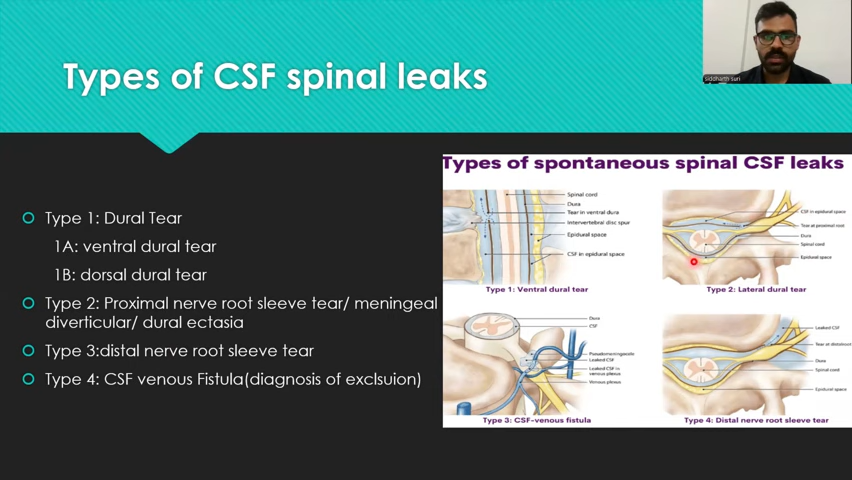 Types of CSF spinal leaks
siddharth suri
Type 1: Dural Tear
1A: ventral dural tear
1B: dorsal dural tear
Type 2: Proximal nerve root sleeve tear/ meningeal
diverticular/ dural ectasia
Type 3:distal nerve root sleeve tear
Type 4: CSF venous Fistula(diagnosis of exclsuion)
Types of spontaneous spinal CSF leaks
Spinal cord
Dura
Tear in ventral dura
Intervertebral disc spur
Epidural space
CSF in epidural space
Type 1: Ventral dural tear
CSF in epidural space
Tear at proximal root
Dura
Spinal cord
Epidural space
Type 2: Lateral dural tear
Dura
CSF
Pseudomeningocele
Leaked CSF
Leaked CSF in
venous plexus
Venous plexus
Type 3: CSF-venous fistula
Leaked CSF
Tear at distal root
Dura
Spinal cord
Epidural space
Type 4: Distal nerve root sleeve tear